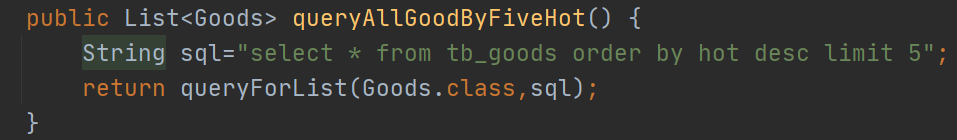 public List<Goods> queryAllGoodByFiveHot() {
    String sql="select * from tb_goods order by hot desc limit 5";
    return queryForList(Goods.class,sql);
}